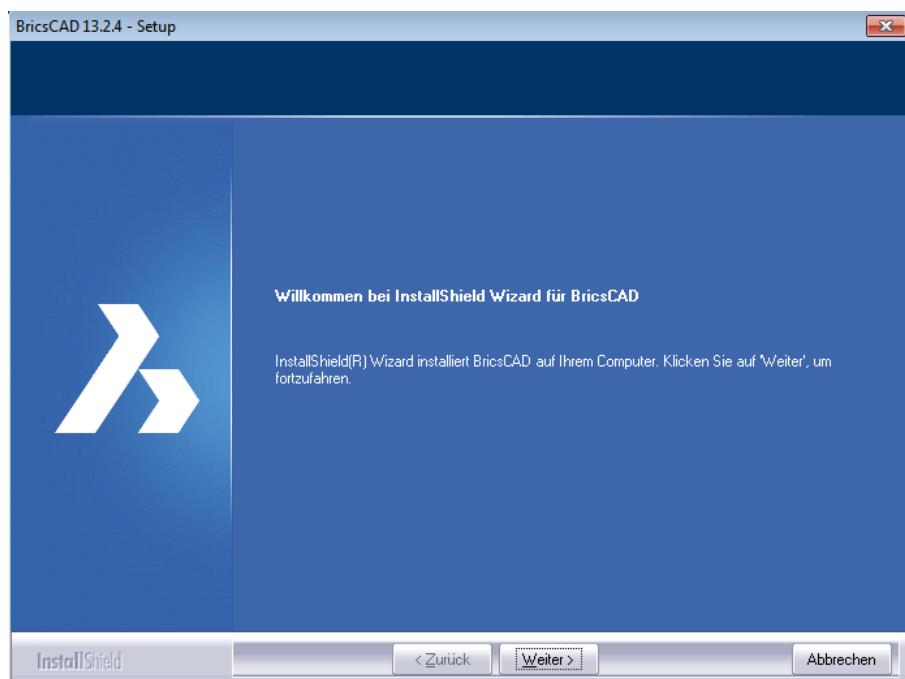 BricsCAD 13.2.4 - Setup
Willkommen bei InstallShield Wizard für BricsCAD
InstallShield(R) Wizard installiert BricsCAD auf Ihrem Computer. Klicken Sie auf 'Weiter', um
fortzufahren.
InstallShield
< Zurück
Weiter >
Abbrechen